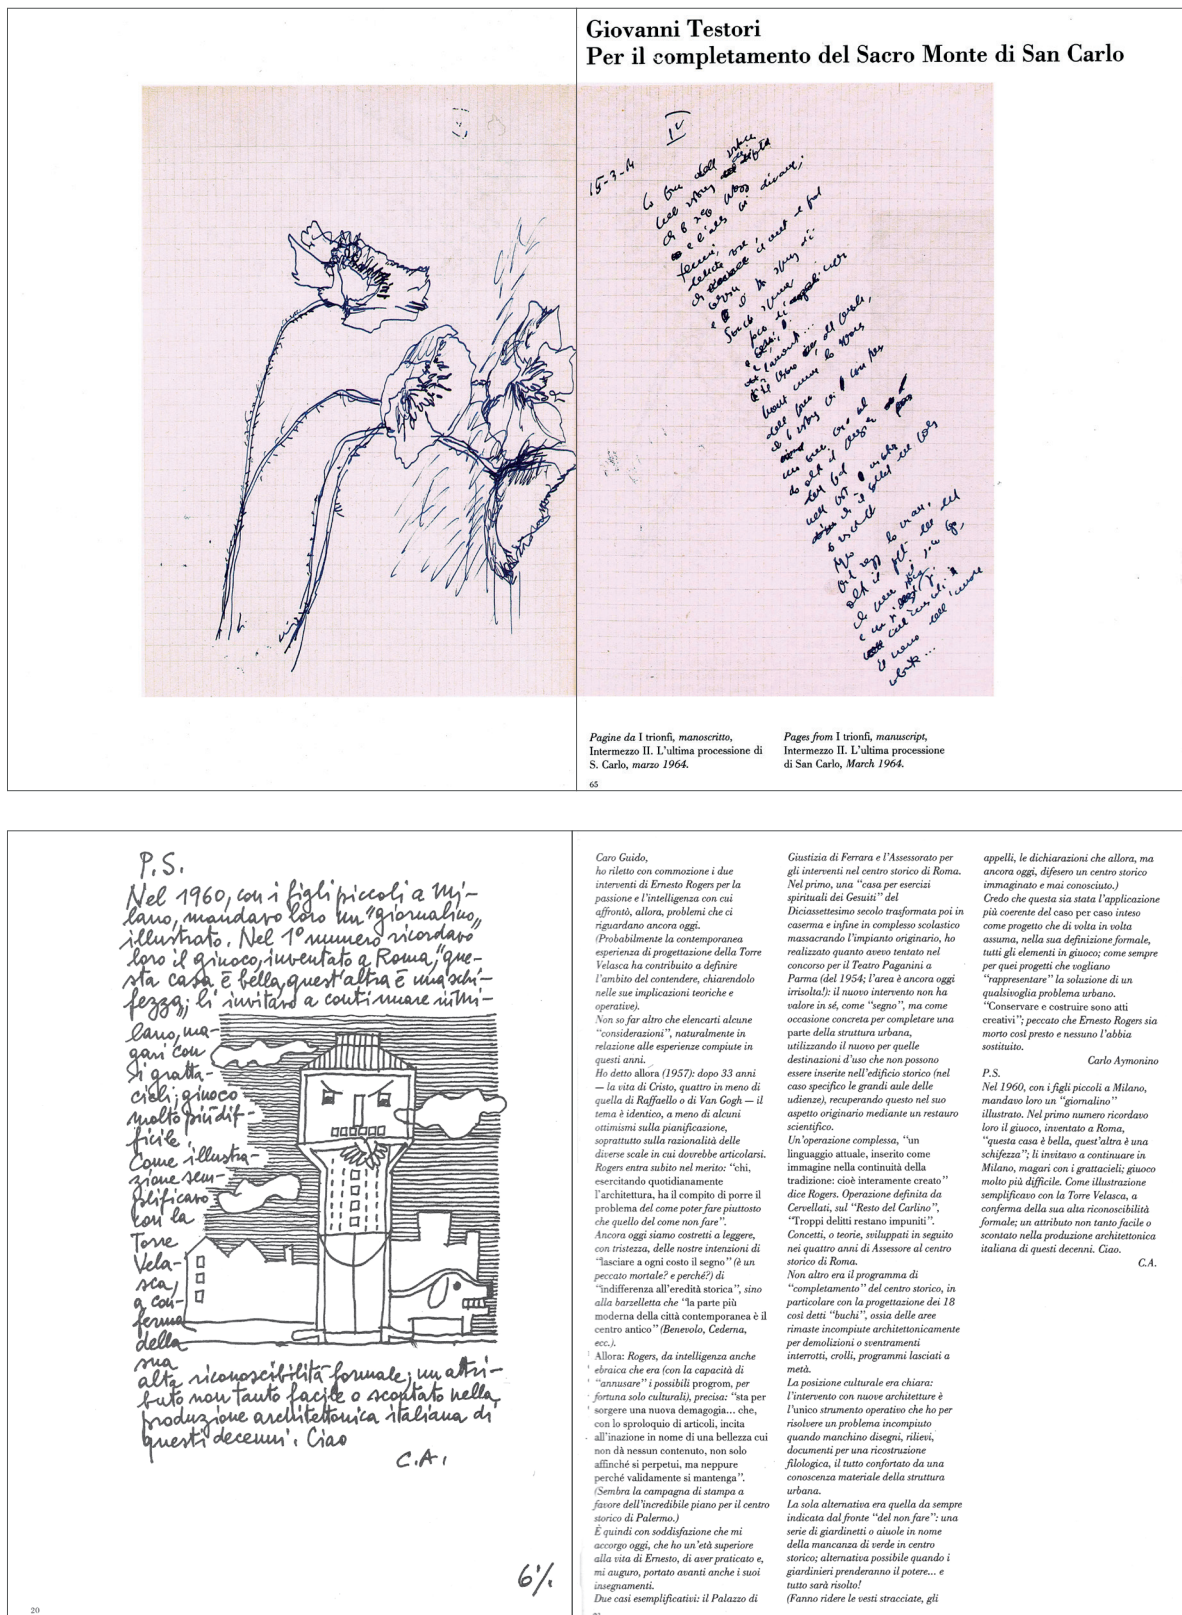 Giovanni Testori
Per il completamento del Sacro Monte di San Carlo
IV
15-3-64
Pagine da I trionfi, manoscritto,
Intermezzo II. L'ultima processione di
S. Carlo, marzo 1964.
Pages from I trionfi, manuscript,
Intermezzo II. L'ultima processione
di San Carlo, March 1964.
65
P.S.
Nel 1960, con i figli piccoli a Mi-
lano, mandavo loro un "giornalino"
illustrato. Nel 1° numero ricordavo
loro il giuoco, inventato a Roma, "que-
sta casa è bella, quest'altra è una schi-
fezza"; li invitavo a continuare in Mi-
lano, ma-
gari con
i gratta-
cieli; giuoco
molto più dif-
ficile.
Come illustra-
zione sem-
plificavo
con la
Torre
Vela-
sca,
a con-
ferma
della
sua
alta riconoscibilità formale; un attri-
buto non tanto facile o scontato nella
produzione architettonica italiana di
questi decenni. Ciao
C.A.
6%.
20
Caro Guido,
ho riletto con commozione i due
interventi di Ernesto Rogers per la
passione e l'intelligenza con cui
affrontò, allora, problemi che ci
riguardano ancora oggi.
(Probabilmente la contemporanea
esperienza di progettazione della Torre
Velasca ha contribuito a definire
l'ambito del contendere, chiarendolo
nelle sue implicazioni teoriche e
operative).
Non so far altro che elencarti alcune
"considerazioni", naturalmente in
relazione alle esperienze compiute in
questi anni.
Ho detto allora (1957): dopo 33 anni
— la vita di Cristo, quattro in meno di
quella di Raffaello o di Van Gogh — il
tema è identico, a meno di alcuni
ottimismi sulla pianificazione,
soprattutto sulla razionalità delle
diverse scale in cui dovrebbe articolarsi.
Rogers entra subito nel merito: "chi,
esercitando quotidianamente
l'architettura, ha il compito di porre il
problema del come poter fare piuttosto
che quello del come non fare".
Ancora oggi siamo costretti a leggere,
con tristezza, delle nostre intenzioni di
"lasciare a ogni costo il segno" (è un
peccato mortale? e perché?) di
"indifferenza all'eredità storica", sino
alla barzelletta che "la parte più
moderna della città contemporanea è il
centro antico" (Benevolo, Cederna,
ecc.).
Allora: Rogers, da intelligenza anche
ebraica che era (con la capacità di
"annusare" i possibili progrom, per
fortuna solo culturali), precisa: "sta per
sorgere una nuova demagogia... che,
con lo sproloquio di articoli, incita
all'inazione in nome di una bellezza cui
non dà nessun contenuto, non solo
affinché si perpetui, ma neppure
perché validamente si mantenga".
(Sembra la campagna di stampa a
favore dell'incredibile piano per il centro
storico di Palermo.)
È quindi con soddisfazione che mi
accorgo oggi, che ho un'età superiore
alla vita di Ernesto, di aver praticato e,
mi auguro, portato avanti anche i suoi
insegnamenti.
Due casi esemplificativi: il Palazzo di
Giustizia di Ferrara e l'Assessorato per
gli interventi nel centro storico di Roma.
Nel primo, una "casa per esercizi
spirituali dei Gesuiti" del
Diciassettesimo secolo trasformata poi in
caserma e infine in complesso scolastico
massacrando l'impianto originario, ho
realizzato quanto avevo tentato nel
concorso per il Teatro Paganini a
Parma (del 1954; l'area è ancora oggi
irrisolta!): il nuovo intervento non ha
valore in sé, come "segno", ma come
occasione concreta per completare una
parte della struttura urbana,
utilizzando il nuovo per quelle
destinazioni d'uso che non possono
essere inserite nell'edificio storico (nel
caso specifico le grandi aule delle
udienze), recuperando questo nel suo
aspetto originario mediante un restauro
scientifico.
Un'operazione complessa, "un
linguaggio attuale, inserito come
immagine nella continuità della
tradizione: cioè interamente creato"
dice Rogers. Operazione definita da
Cervellati, sul "Resto del Carlino",
"Troppi delitti restano impuniti".
Concetti, o teorie, sviluppati in seguito
nei quattro anni di Assessore al centro
storico di Roma.
Non altro era il programma di
"completamento" del centro storico, in
particolare con la progettazione dei 18
così detti "buchi", ossia delle aree
rimaste incompiute architettonicamente
per demolizioni o sventramenti
interrotti, crolli, programmi lasciati a
metà.
La posizione culturale era chiara:
l'intervento con nuove architetture è
l'unico strumento operativo che ho per
risolvere un problema incompiuto
quando manchino disegni, rilievi,
documenti per una ricostruzione
filologica, il tutto confortato da una
conoscenza materiale della struttura
urbana.
La sola alternativa era quella da sempre
indicata dal fronte "del non fare": una
serie di giardinetti o aiuole in nome
della mancanza di verde in centro
storico; alternativa possibile quando i
giardinieri prenderanno il potere... e
tutto sarà risolto!
(Fanno ridere le vesti stracciate, gli
appelli, le dichiarazioni che allora, ma
ancora oggi, difesero un centro storico
immaginato e mai conosciuto.)
Credo che questa sia stata l'applicazione
più coerente del caso per caso inteso
come progetto che di volta in volta
assuma, nella sua definizione formale,
tutti gli elementi in giuoco; come sempre
per quei progetti che vogliano
"rappresentare" la soluzione di un
qualsivoglia problema urbano.
"Conservare e costruire sono atti
creativi"; peccato che Ernesto Rogers sia
morto così presto e nessuno l'abbia
sostituito.
Carlo Aymonino
P.S.
Nel 1960, con i figli piccoli a Milano,
mandavo loro un "giornalino"
illustrato. Nel primo numero ricordavo
loro il giuoco, inventato a Roma,
"questa casa è bella, quest'altra è una
schifezza"; li invitavo a continuare in
Milano, magari con i grattacieli; giuoco
molto più difficile. Come illustrazione
semplificavo con la Torre Velasca, a
conferma della sua alta riconoscibilità
formale; un attributo non tanto facile o
scontato nella produzione architettonica
italiana di questi decenni. Ciao.
C.A.